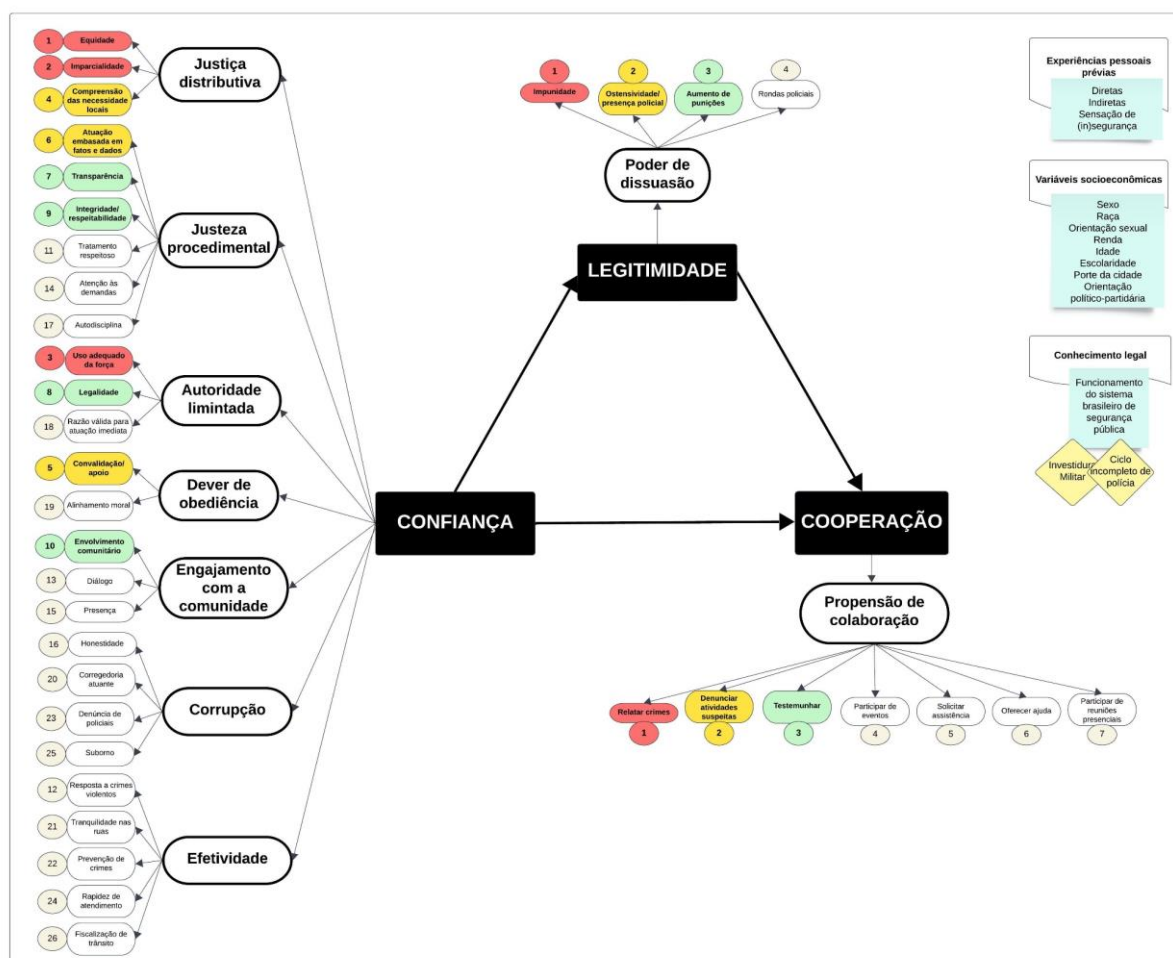 1
Equidade
2
Imparcialidade
4
Compreensão
das necessidade
locais
Justiça
distributiva
6
Atuação
embasada em
fatos e dados
7
Transparência
9
Integridade/
respeitabilidade
11
Tratamento
respeitoso
14
Atenção às
demandas
17
Autodisciplina
Justeza
procedimental
3
Uso adequado
da força
8
Legalidade
18
Razão válida para
atuação imediata
Autoridade
limintada
5
Convalidação/
apoio
19
Alinhamento moral
Dever de
obediência
10
Envolvimento
comunitário
13
Diálogo
15
Presença
Engajamento
com a
comunidade
16
Honestidade
20
Corregedoria
atuante
23
Denúncia de
policiais
25
Suborno
Corrupção
12
Resposta a crimes
violentos
21
Tranquilidade nas
ruas
22
Prevenção de
crimes
24
Rapidez de
atendimento
26
Fiscalização de
trânsito
Efetividade
CONFIANÇA
1
Impunidade
2
Ostensividade/
presença policial
3
Aumento de
punições
4
Rondas policiais
Poder de
dissuasão
LEGITIMIDADE
COOPERAÇÃO
Propensão de
colaboração
Relatar crimes
1
Denunciar
atividades
suspeitas
2
Testemunhar
3
Participar de
eventos
4
Solicitar
assistência
5
Oferecer ajuda
6
Participar de
reuniões
presenciais
7
Experiências pessoais
prévias
Diretas
Indiretas
Sensação de
(in)segurança
Variáveis socioeconômicas
Sexo
Raça
Orientação sexual
Renda
Idade
Escolaridade
Porte da cidade
Orientação
político-partidária
Conhecimento legal
Funcionamento
do sistema
brasileiro de
segurança
pública
Investidura
Militar
Ciclo
incompleto de
polícia